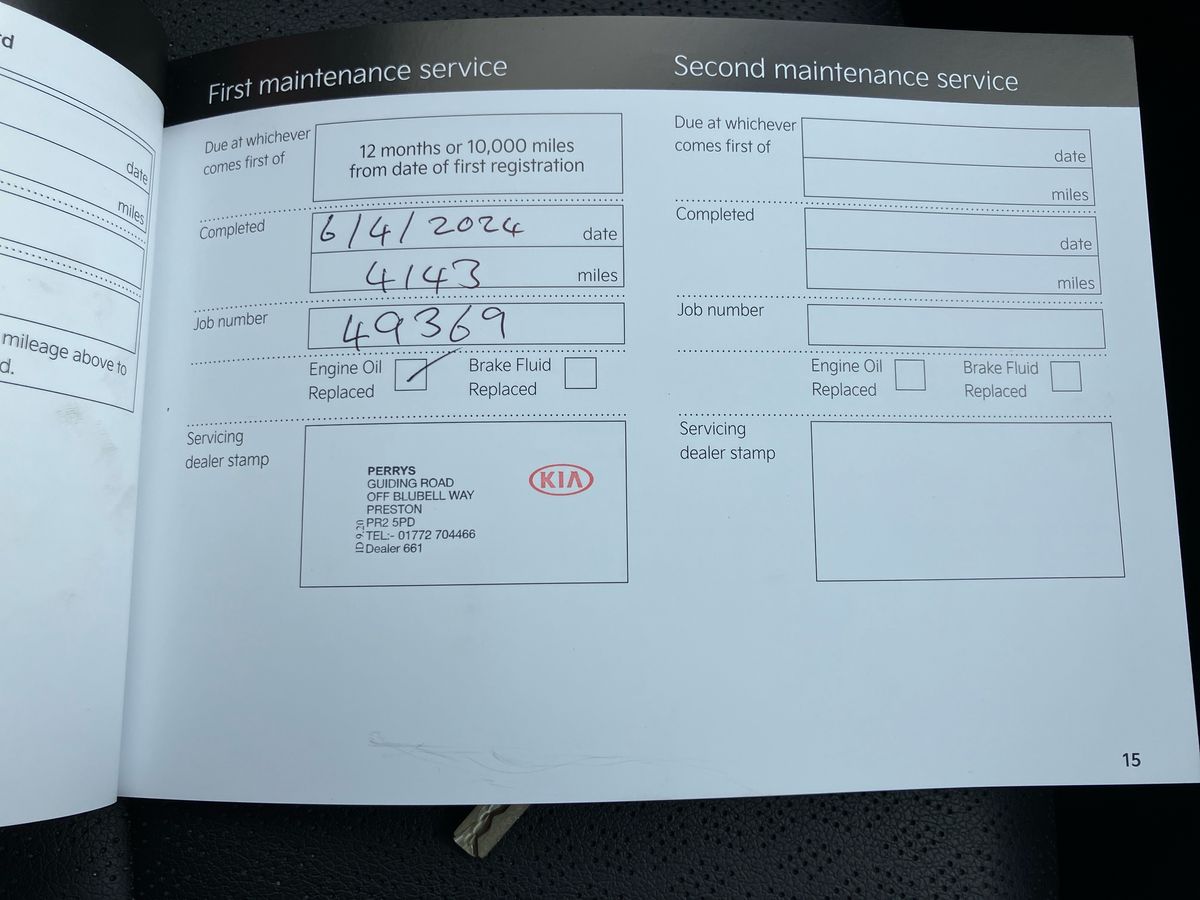 rd
date
miles
mileage above to
d.
First maintenance service
Due at whichever
comes first of
12 months or 10,000 miles
from date of first registration
Completed
6/4/2024 date
4143 miles
Job number
49369
Engine Oil
Replaced
Brake Fluid
Replaced
Servicing
dealer stamp
PERRYS
GUIDING ROAD
OFF BLUBELL WAY
PRESTON
PR2 5PD
TEL:- 01772 704466
Dealer 661
ID 9.20
KIA
Second maintenance service
Due at whichever
comes first of
date
miles
Completed
date
miles
Job number
Engine Oil
Replaced
Brake Fluid
Replaced
Servicing
dealer stamp
15